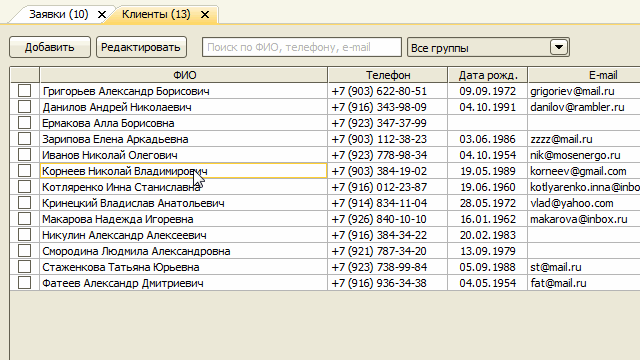 Заявки (10) Клиенты (13)
Добавить Редактировать Поиск по ФИО, телефону, e-mail Все группы
ФИО Телефон Дата рожд. E-mail
Григорьев Александр Борисович +7 (903) 622-80-51 09.09.1972 grigoriev@mail.ru
Данилов Андрей Николаевич +7 (916) 343-98-09 04.10.1991 danilov@rambler.ru
Ермакова Алла Борисовна +7 (923) 347-37-99
Зарипова Елена Аркадьевна +7 (903) 112-38-23 03.06.1986 zzzz@mail.ru
Иванов Николай Олегович +7 (923) 778-98-34 04.10.1954 nik@mosenergo.ru
Корнеев Николай Владимирович +7 (903) 384-19-02 19.05.1989 korneev@gmail.com
Котляренко Инна Станиславна +7 (916) 012-23-87 19.06.1960 kotlyarenko.inna@inbo
Криницкий Владислав Анатольевич +7 (914) 834-11-04 28.05.1972 vlad@yahoo.com
Макарова Надежда Игоревна +7 (926) 840-10-10 16.01.1962 makarova@inbox.ru
Никулин Александр Алексеевич +7 (916) 384-34-22 20.02.1983
Смородина Людмила Александровна +7 (921) 787-34-20 13.09.1979
Стаженкова Татьяна Юрьевна +7 (923) 738-99-84 05.09.1988 st@mail.ru
Фатеев Александр Дмитриевич +7 (916) 936-34-38 04.05.1954 fat@mail.ru